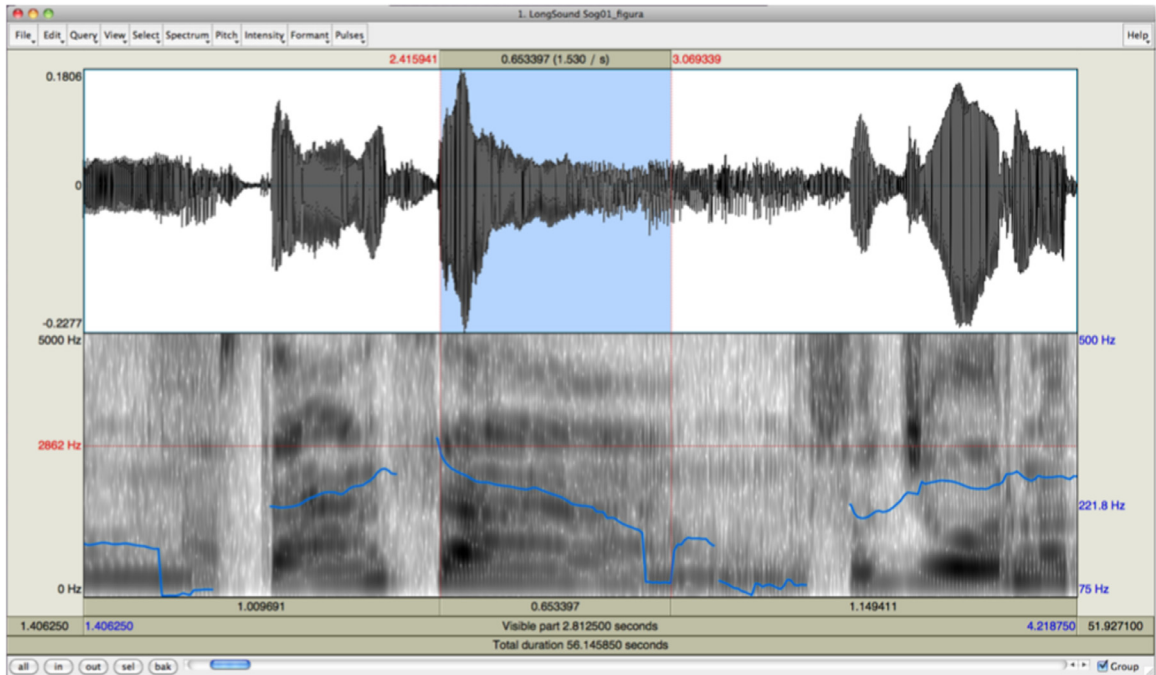 1. LongSound Sog01_figura
File Edit Query View Select Spectrum Pitch Intensity Formant Pulses Help
2.415941 0.653397 (1.530 / s) 3.069339
0.1806
0
-0.2277
5000 Hz 500 Hz
2862 Hz
221.8 Hz
0 Hz 75 Hz
1.009691 0.653397 1.149411
1.406250 1.406250 Visible part 2.812500 seconds 4.218750 51.927100
Total duration 56.145850 seconds
all in out sel bak Group